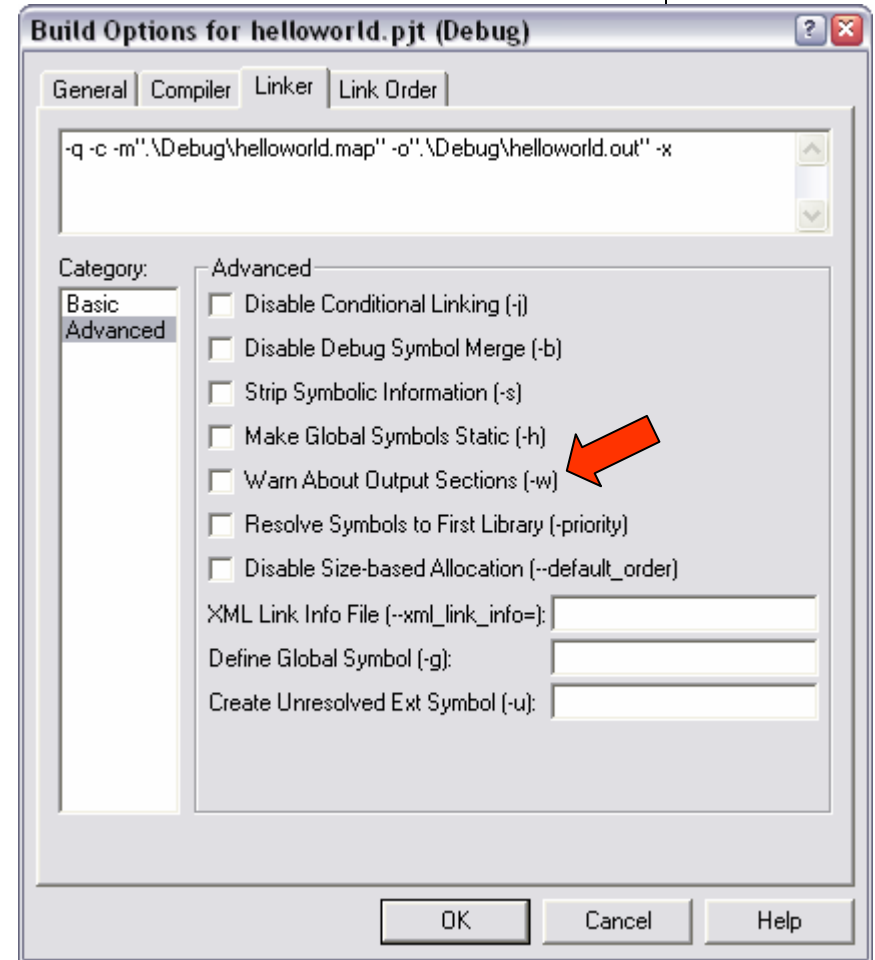 Build Options for helloworld.pjt (Debug)
General Compiler Linker Link Order
-q -c -m".\Debug\helloworld.map" -o".\Debug\helloworld.out" -x
Category:
Basic
Advanced
Advanced
Disable Conditional Linking (-j)
Disable Debug Symbol Merge (-b)
Strip Symbolic Information (-s)
Make Global Symbols Static (-h)
Warn About Output Sections (-w)
Resolve Symbols to First Library (-priority)
Disable Size-based Allocation (--default_order)
XML Link Info File (--xml_link_info=):
Define Global Symbol (-g):
Create Unresolved Ext Symbol (-u):
OK Cancel Help